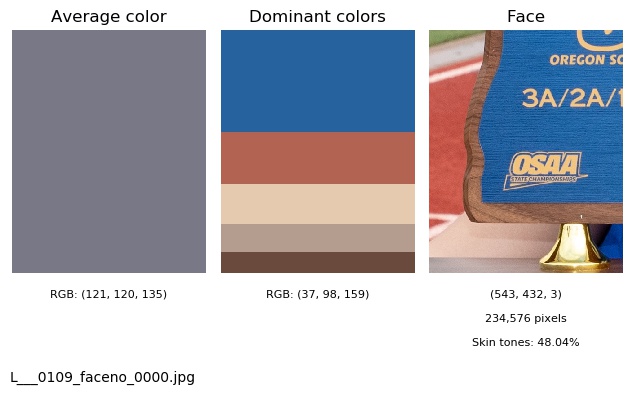 Average color
Dominant colors
Face
OREGON SC
3A/2A/1
OSAA
STATE CHAMPIONSHIPS
RGB: (121, 120, 135)
RGB: (37, 98, 159)
(543, 432, 3)
234,576 pixels
Skin tones: 48.04%
L___0109_faceno_0000.jpg